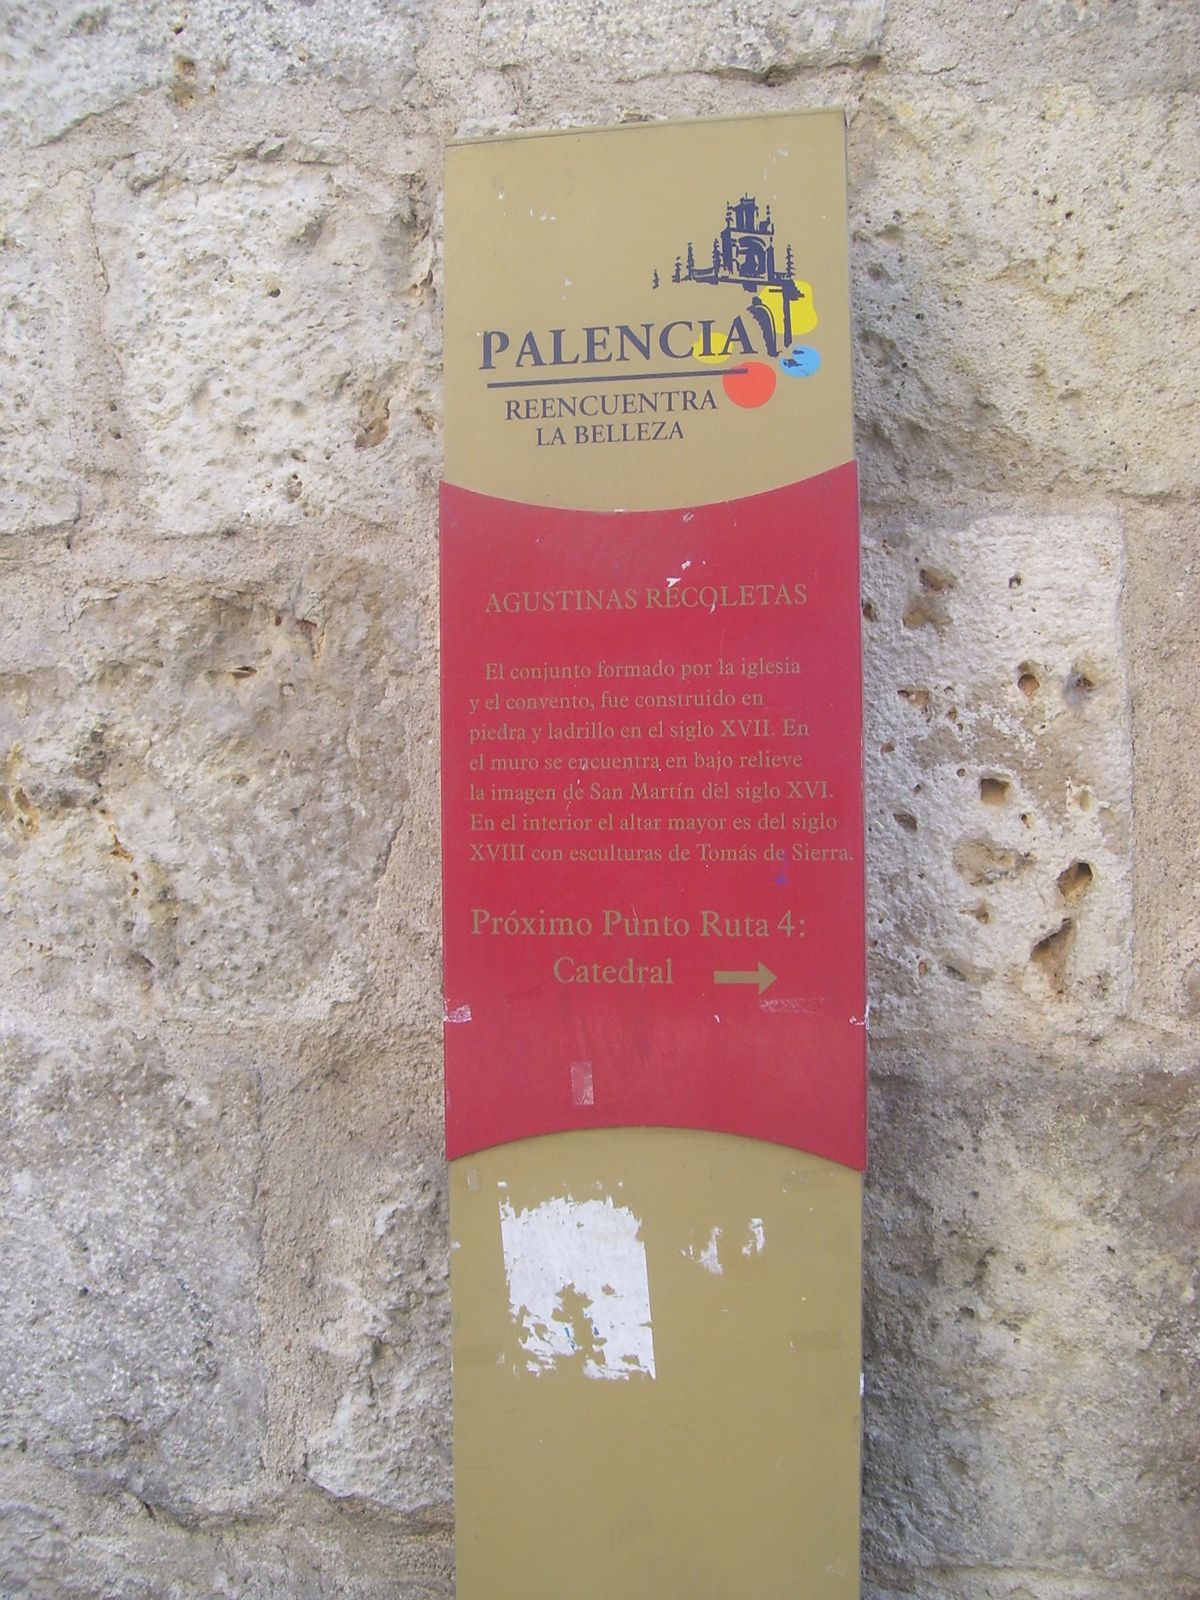 PALENCIA
REENCUENTRA
LA BELLEZA
AGUSTINAS RECOLETAS
El conjunto formado por la iglesia
y el convento, fue construido en
piedra y ladrillo en el siglo XVII. En
el muro se encuentra en bajo relieve
la imagen de San Martín del siglo XVI.
En el interior el altar mayor es del siglo
XVIII con esculturas de Tomás de Sierra.
Próximo Punto Ruta 4:
Catedral